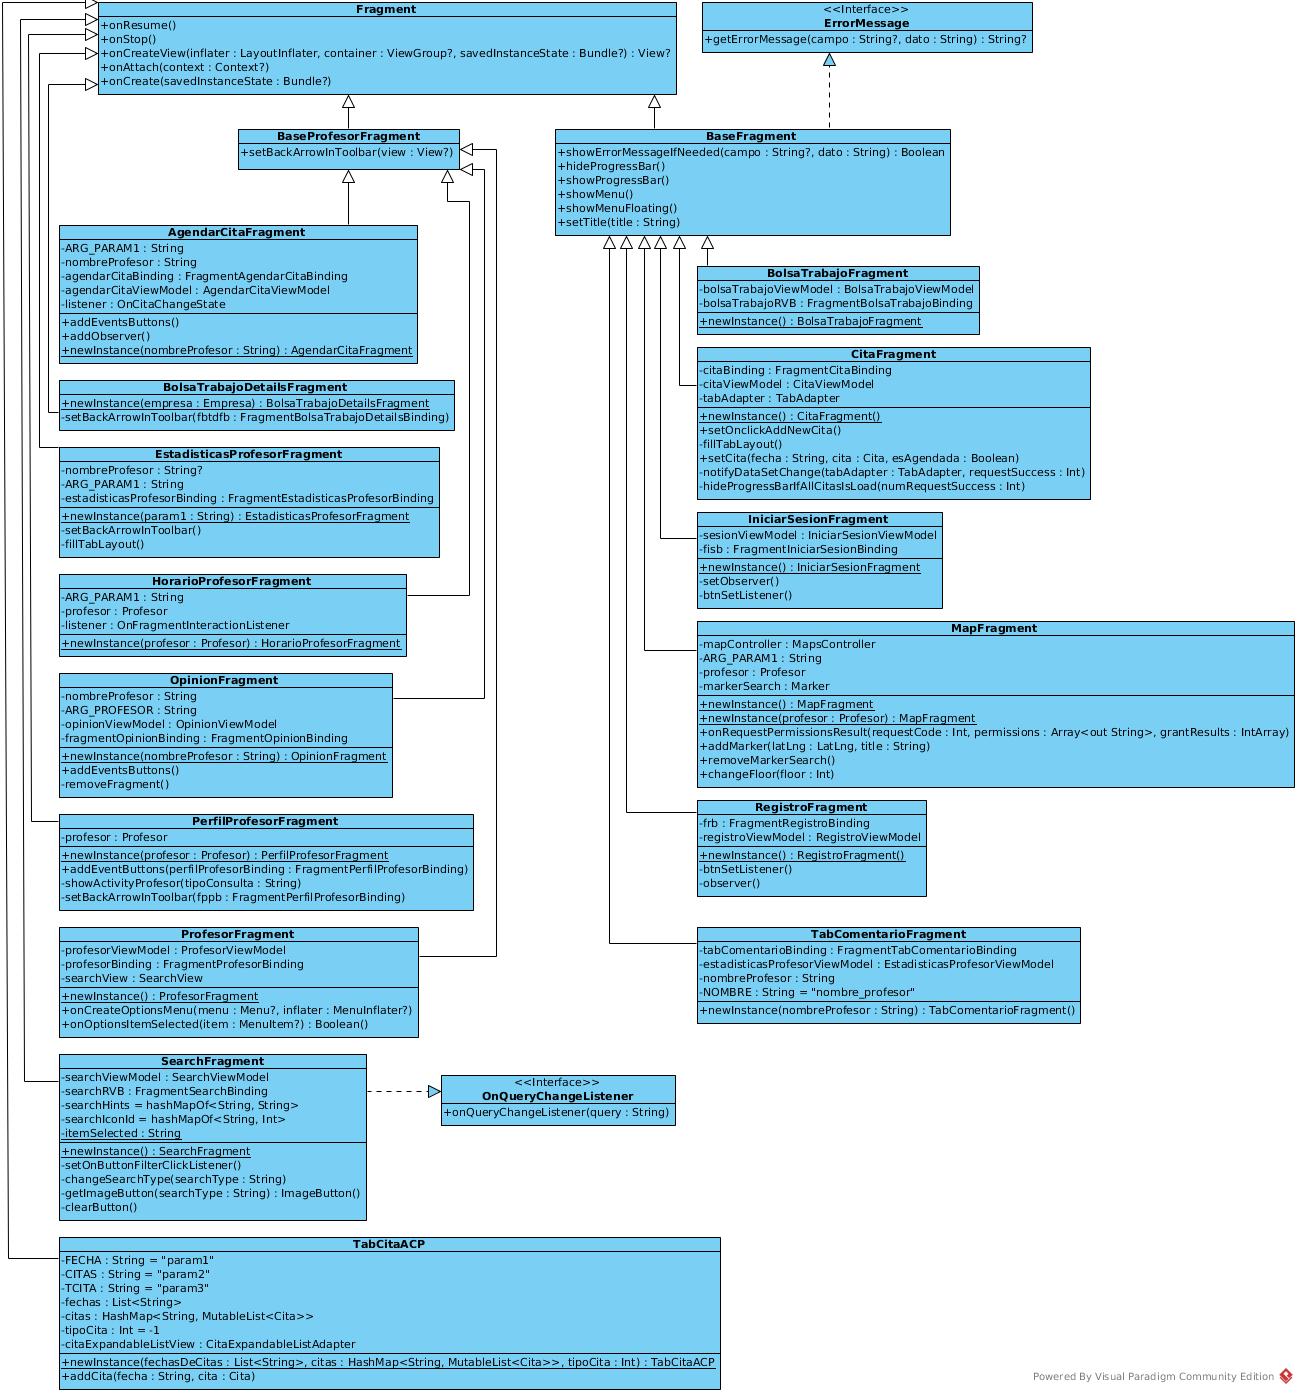 Fragment
+onResume()
+onStop()
+onCreateView(inflater : LayoutInflater, container : ViewGroup?, savedInstanceState : Bundle?) : View?
+onAttach(context : Context?)
+onCreate(savedInstanceState : Bundle?)
<<Interface>>
ErrorMessage
+getErrorMessage(campo : String?, dato : String) : String?
BaseProfesorFragment
+setBackArrowInToolbar(view : View?)
BaseFragment
+showErrorMessageIfNeeded(campo : String?, dato : String) : Boolean
+hideProgressBar()
+showProgressBar()
+showMenu()
+showMenuFloating()
+setTitle(title : String)
AgendarCitaFragment
-ARG_PARAM1 : String
-nombreProfesor : String
-agendarCitaBinding : FragmentAgendarCitaBinding
-agendarCitaViewModel : AgendarCitaViewModel
-listener : OnCitaChangeState
+addEventsButtons()
+addObserver()
+newInstance(nombreProfesor : String) : AgendarCitaFragment
BolsaTrabajoDetailsFragment
+newInstance(empresa : Empresa) : BolsaTrabajoDetailsFragment
-setBackArrowInToolbar(fbtdfb : FragmentBolsaTrabajoDetailsBinding)
EstadisticasProfesorFragment
-nombreProfesor : String?
-ARG_PARAM1 : String
-estadisticasProfesorBinding : FragmentEstadisticasProfesorBinding
+newInstance(param1 : String) : EstadisticasProfesorFragment
-setBackArrowInToolbar()
-fillTabLayout()
HorarioProfesorFragment
-ARG_PARAM1 : String
-profesor : Profesor
-listener : OnFragmentInteractionListener
+newInstance(profesor : Profesor) : HorarioProfesorFragment
OpinionFragment
-nombreProfesor : String
-ARG_PROFESOR : String
-opinionViewModel : OpinionViewModel
-fragmentOpinionBinding : FragmentOpinionBinding
+newInstance(nombreProfesor : String) : OpinionFragment
+addEventsButtons()
-removeFragment()
PerfilProfesorFragment
-profesor : Profesor
+newInstance(profesor : Profesor) : PerfilProfesorFragment
+addEventButtons(perfilProfesorBinding : FragmentPerfilProfesorBinding)
-showActivityProfesor(tipoConsulta : String)
-setBackArrowInToolbar(fppb : FragmentPerfilProfesorBinding)
ProfesorFragment
-profesorViewModel : ProfesorViewModel
-profesorBinding : FragmentProfesorBinding
-searchView : SearchView
+newInstance() : ProfesorFragment
+onCreateOptionsMenu(menu : Menu?, inflater : MenuInflater?)
+onOptionsItemSelected(item : MenuItem?) : Boolean()
SearchFragment
-searchViewModel : SearchViewModel
-searchRVB : FragmentSearchBinding
-searchHints = hashMapOf<String, String>
-searchIconId = hashMapOf<String, Int>
-itemSelected : String
+newInstance() : SearchFragment
-setOnButtonFilterClickListener()
-changeSearchType(searchType : String)
-getImageButton(searchType : String) : ImageButton()
-clearButton()
<<Interface>>
OnQueryChangeListener
+onQueryChangeListener(query : String)
TabCitaACP
-FECHA : String = "param1"
-CITAS : String = "param2"
-TCITA : String = "param3"
-fechas : List<String>
-citas : HashMap<String, MutableList<Cita>>
-tipoCita : Int = -1
-citaExpandableListView : CitaExpandableListAdapter
+newInstance(fechasDeCitas : List<String>, citas : HashMap<String, MutableList<Cita>>, tipoCita : Int) : TabCitaACP
+addCita(fecha : String, cita : Cita)
BolsaTrabajoFragment
-bolsaTrabajoViewModel : BolsaTrabajoViewModel
-bolsaTrabajoRVB : FragmentBolsaTrabajoBinding
+newInstance() : BolsaTrabajoFragment
CitaFragment
-citaBinding : FragmentCitaBinding
-citaViewModel : CitaViewModel
-tabAdapter : TabAdapter
+newInstance() : CitaFragment()
+setOnclickAddNewCita()
-fillTabLayout()
+setCita(fecha : String, cita : Cita, esAgendada : Boolean)
-notifyDataSetChange(tabAdapter : TabAdapter, requestSuccess : Int)
-hideProgressBarIfAllCitasIsLoad(numRequestSuccess : Int)
IniciarSesionFragment
-sesionViewModel : IniciarSesionViewModel
-fisb : FragmentIniciarSesionBinding
+newInstance() : IniciarSesionFragment
-setObserver()
-btnSetListener()
MapFragment
-mapController : MapsController
-ARG_PARAM1 : String
-profesor : Profesor
-markerSearch : Marker
+newInstance() : MapFragment
+newInstance(profesor : Profesor) : MapFragment
+onRequestPermissionsResult(requestCode : Int, permissions : Array<out String>, grantResults : IntArray)
+addMarker(latLng : LatLng, title : String)
+removeMarkerSearch()
+changeFloor(floor : Int)
RegistroFragment
-frb : FragmentRegistroBinding
-registroViewModel : RegistroViewModel
+newInstance() : RegistroFragment()
-btnSetListener()
-observer()
TabComentarioFragment
-tabComentarioBinding : FragmentTabComentarioBinding
-estadisticasProfesorViewModel : EstadisticasProfesorViewModel
-nombreProfesor : String
-NOMBRE : String = "nombre_profesor"
+newInstance(nombreProfesor : String) : TabComentarioFragment()
Powered By Visual Paradigm Community Edition